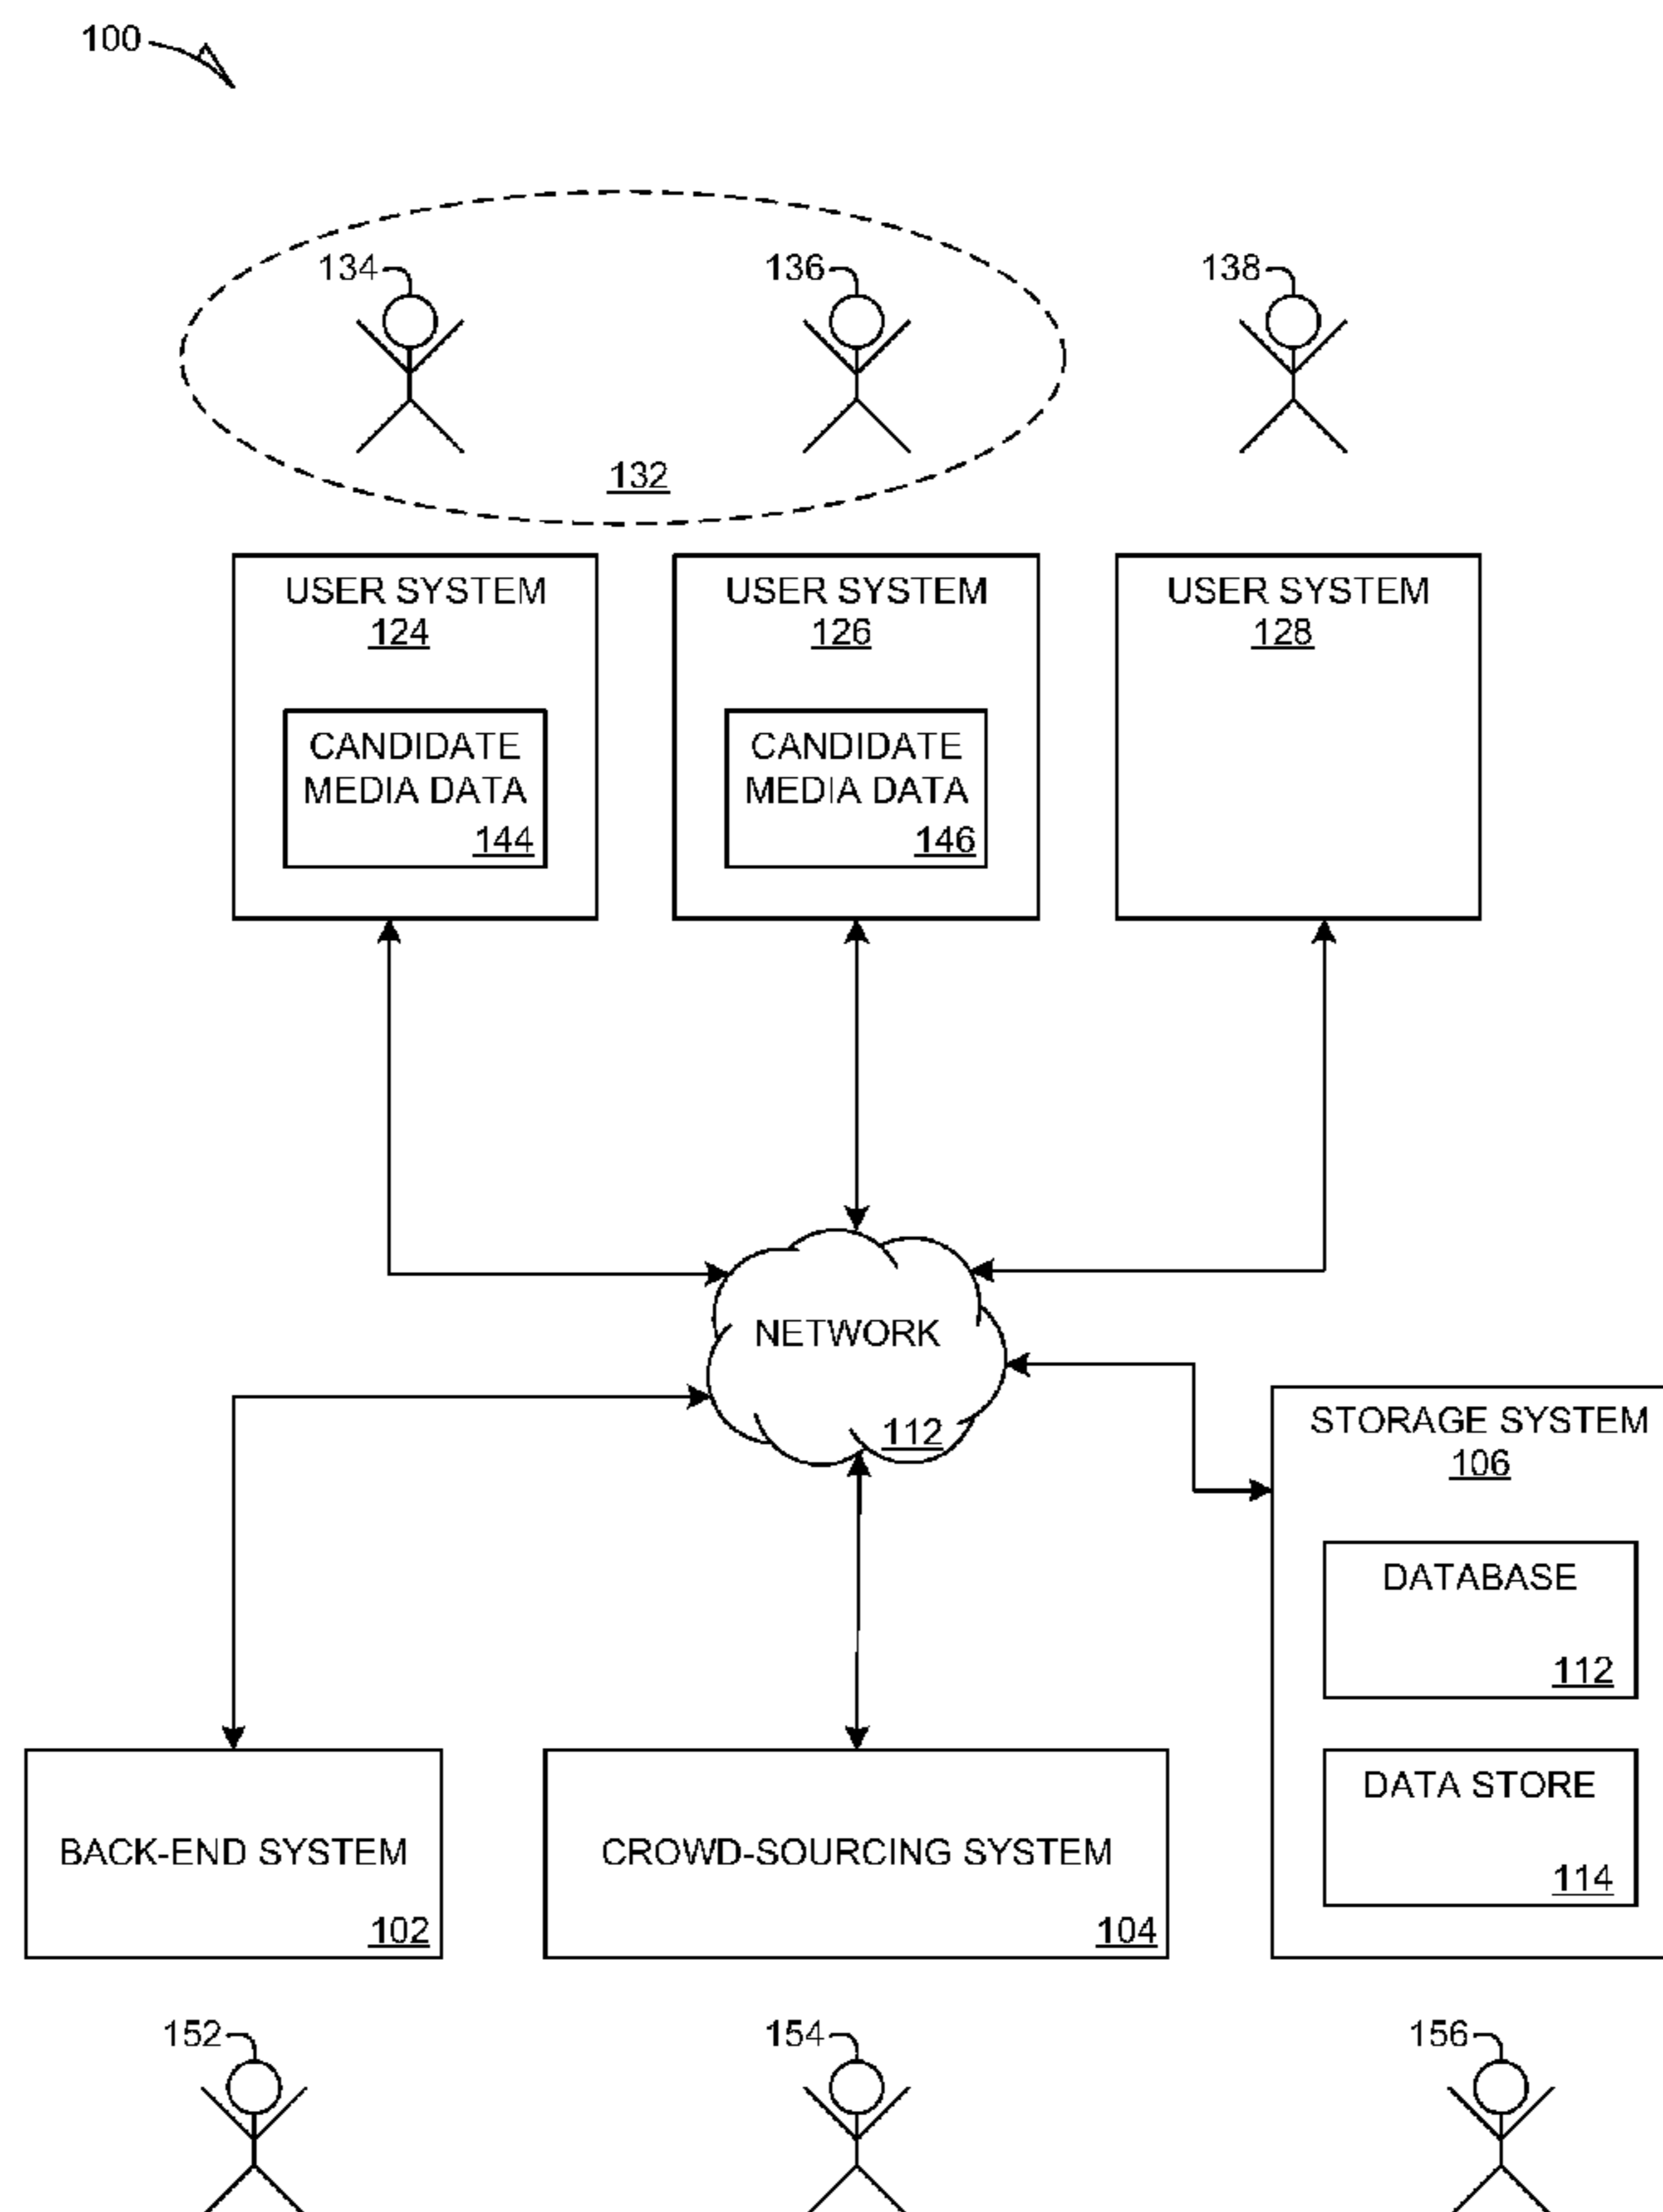 100
134
136
138
132
USER SYSTEM
124
USER SYSTEM
126
USER SYSTEM
128
CANDIDATE
MEDIA DATA
144
CANDIDATE
MEDIA DATA
146
NETWORK
112
STORAGE SYSTEM
106
DATABASE
112
DATA STORE
114
BACK-END SYSTEM
102
CROWD-SOURCING SYSTEM
104
152
154
156